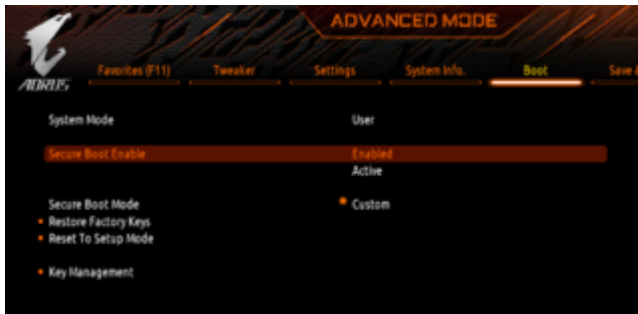 ADVANCED MODE
AORUS
Favorites (F11) Tweaker Settings System Info. Boot Save &
System Mode User
Secure Boot Enable Enabled
Active
Secure Boot Mode Custom
Restore Factory Keys
Reset To Setup Mode
Key Management